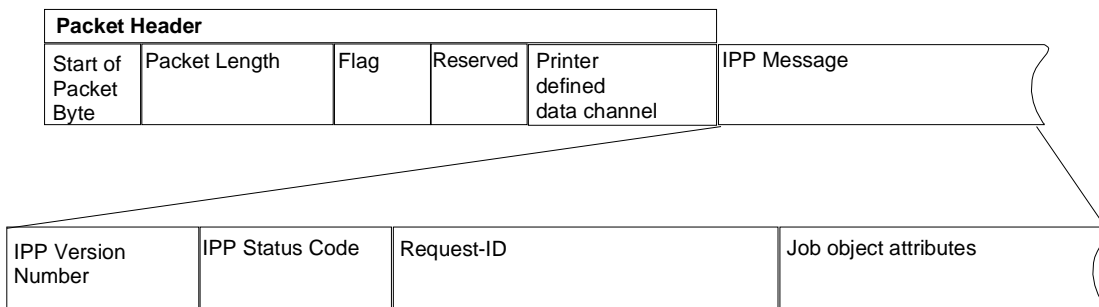 Packet Header
Start of
Packet
Byte
Packet Length
Flag
Reserved
Printer
defined
data channel
IPP Message
IPP Version
Number
IPP Status Code
Request-ID
Job object attributes